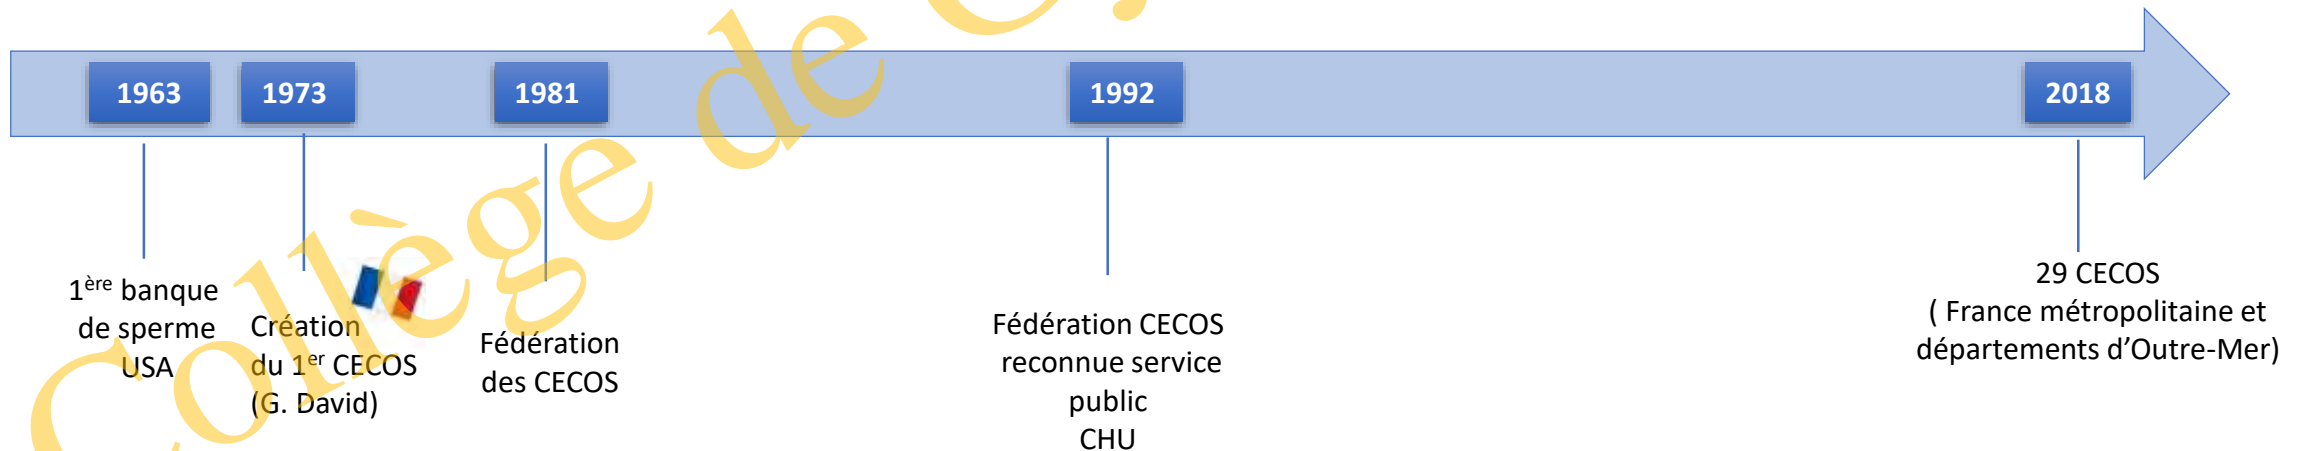 1963
1973
1981
1992
2018
1ère banque
de sperme
USA
Création
du 1er CECOS
(G. David)
Fédération
des CECOS
Fédération CECOS
reconnue service
public
CHU
29 CECOS
( France métropolitaine et
départements d'Outre-Mer)
Collège de